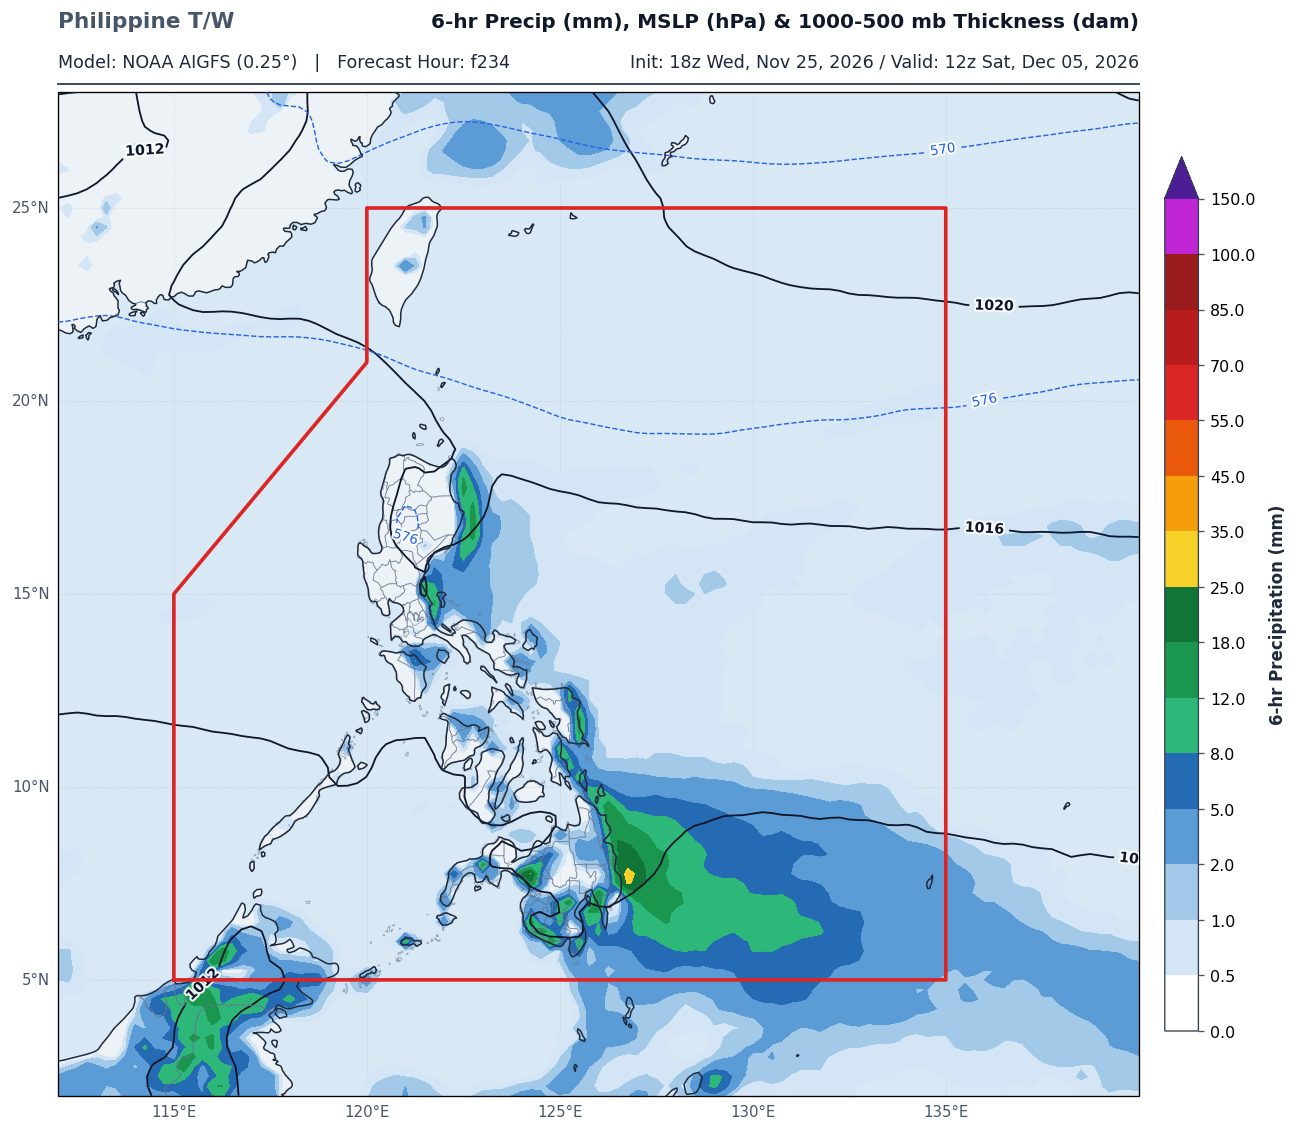 Philippine T/W
6-hr Precip (mm), MSLP (hPa) & 1000-500 mb Thickness (dam)
Model: NOAA AIGFS (0.25°)   |   Forecast Hour: f234
Init: 18z Wed, Nov 25, 2026 / Valid: 12z Sat, Dec 05, 2026
1012
570
1020
576
1016
576
10
1012
25°N
20°N
15°N
10°N
5°N
115°E
120°E
125°E
130°E
135°E
150.0
100.0
85.0
70.0
55.0
45.0
35.0
25.0
18.0
12.0
8.0
5.0
2.0
1.0
0.5
0.0
6-hr Precipitation (mm)